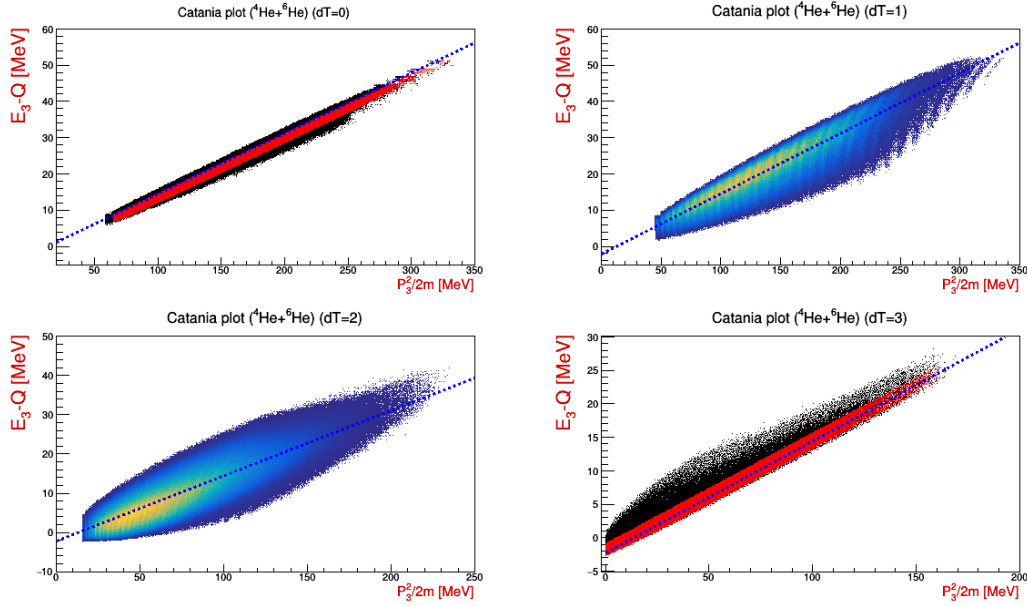 Catania plot (⁴He+⁶He) (dT=0)
E₃-Q [MeV]
60
50
40
30
20
10
0
50 100 150 200 250 300 350
P₃²/2m [MeV]
Catania plot (⁴He+⁶He) (dT=1)
E₃-Q [MeV]
60
50
40
30
20
10
0
0 50 100 150 200 250 300 350
P₃²/2m [MeV]
Catania plot (⁴He+⁶He) (dT=2)
E₃-Q [MeV]
50
40
30
20
10
0
−10
0 50 100 150 200 250
P₃²/2m [MeV]
Catania plot (⁴He+⁶He) (dT=3)
E₃-Q [MeV]
30
25
20
15
10
5
0
−5
0 50 100 150 200
P₃²/2m [MeV]